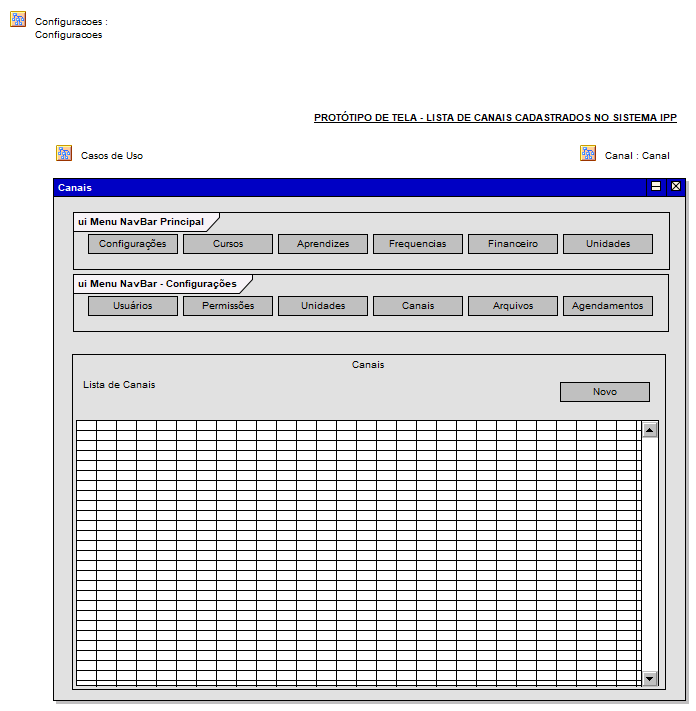 Configuracoes :
Configuracoes
PROTÓTIPO DE TELA - LISTA DE CANAIS CADASTRADOS NO SISTEMA IPP
Casos de Uso
Canal : Canal
Canais
ui Menu NavBar Principal
Configurações Cursos Aprendizes Frequencias Financeiro Unidades
ui Menu NavBar - Configurações
Usuários Permissões Unidades Canais Arquivos Agendamentos
Canais
Lista de Canais
Novo